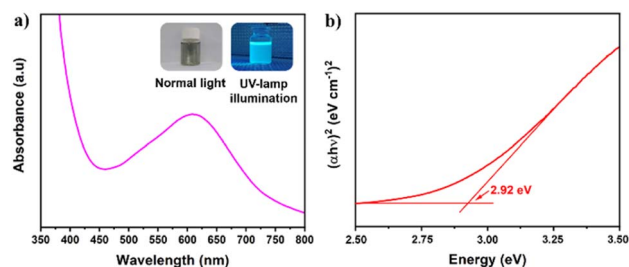 a)
Absorbance (a.u)
Normal light
UV-lamp
illumination
350 400 450 500 550 600 650 700 750 800
Wavelength (nm)
b)
(αhν)² (eV cm⁻¹)²
2.92 eV
2.50 2.75 3.00 3.25 3.50
Energy (eV)